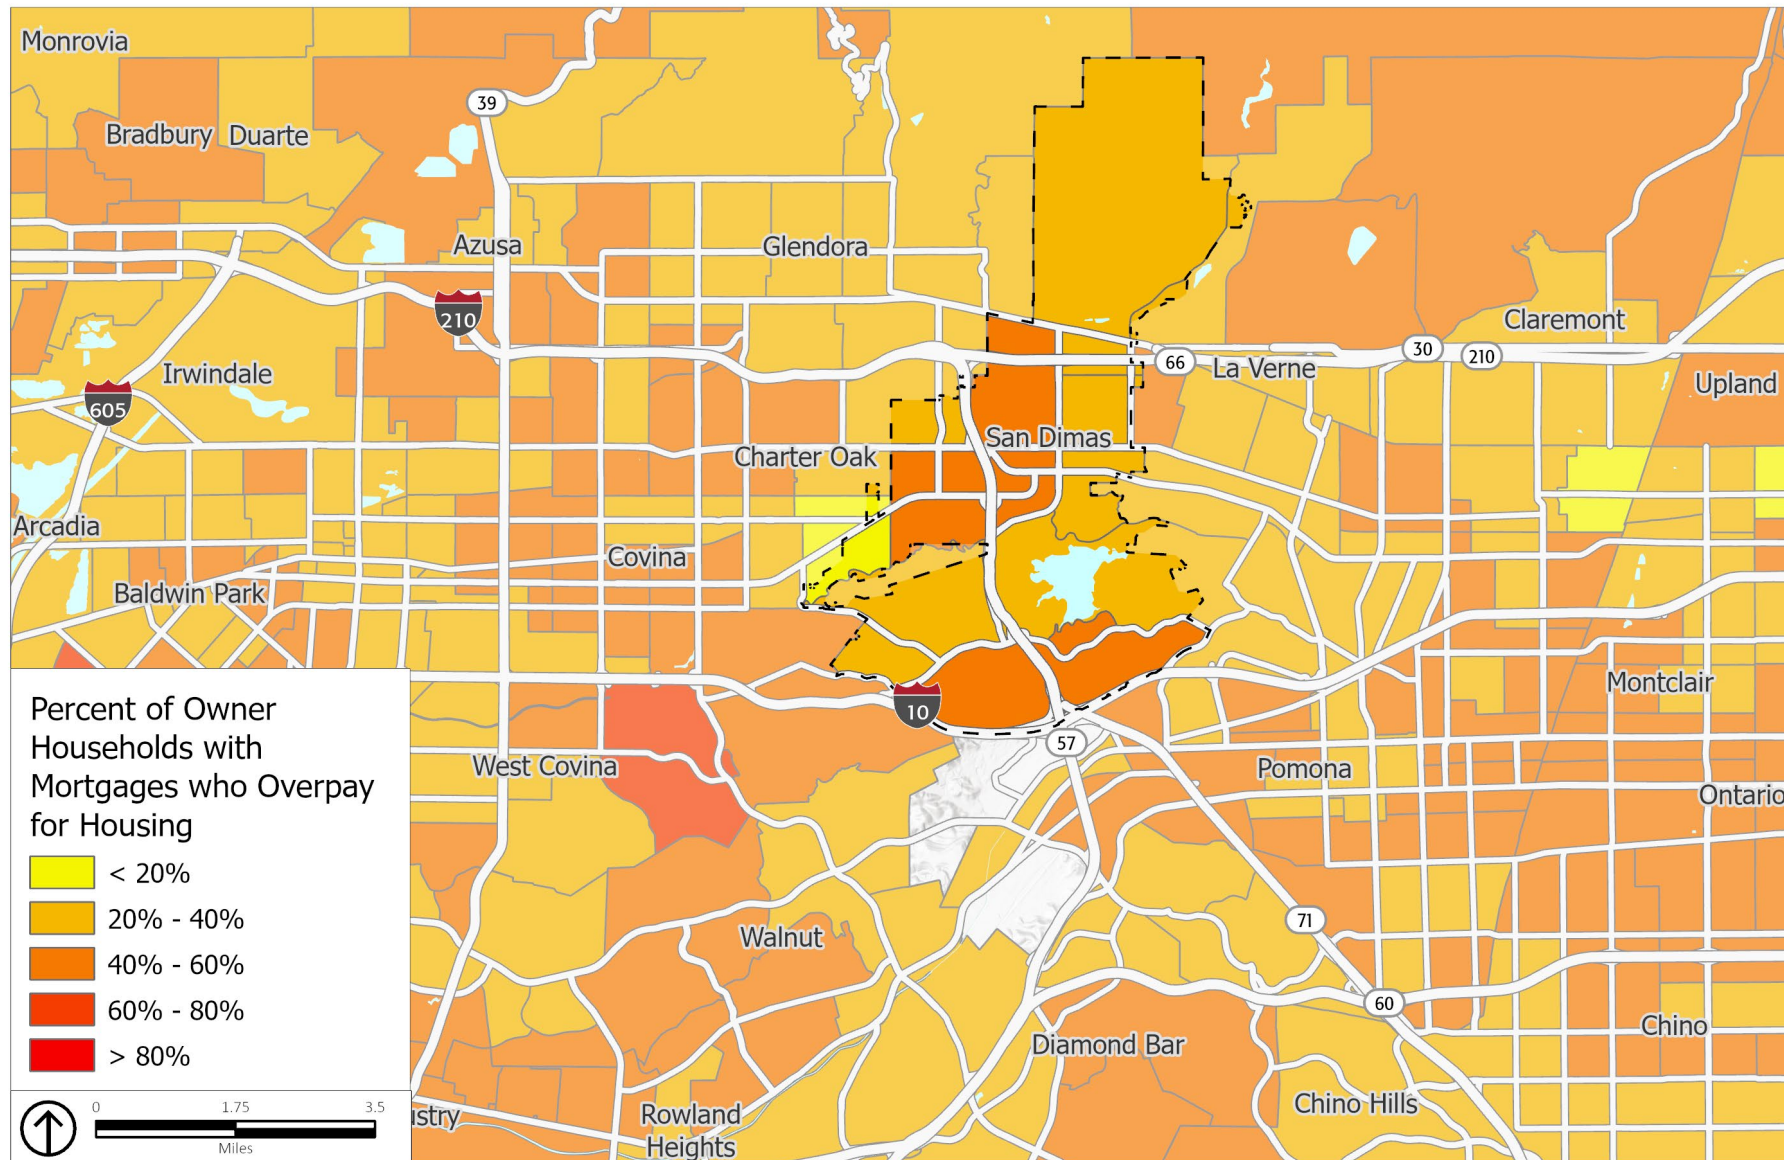 Monrovia
39
Bradbury Duarte
Azusa
Glendora
210
Claremont
30
210
66
La Verne
Irwindale
Upland
605
San Dimas
Charter Oak
Arcadia
Covina
Baldwin Park
Montclair
10
57
West Covina
Pomona
Ontario
71
Walnut
60
Chino
Diamond Bar
Chino Hills
Rowland
Heights
ustry
Percent of Owner
Households with
Mortgages who Overpay
for Housing
< 20%
20% - 40%
40% - 60%
60% - 80%
> 80%
0 1.75 3.5
Miles